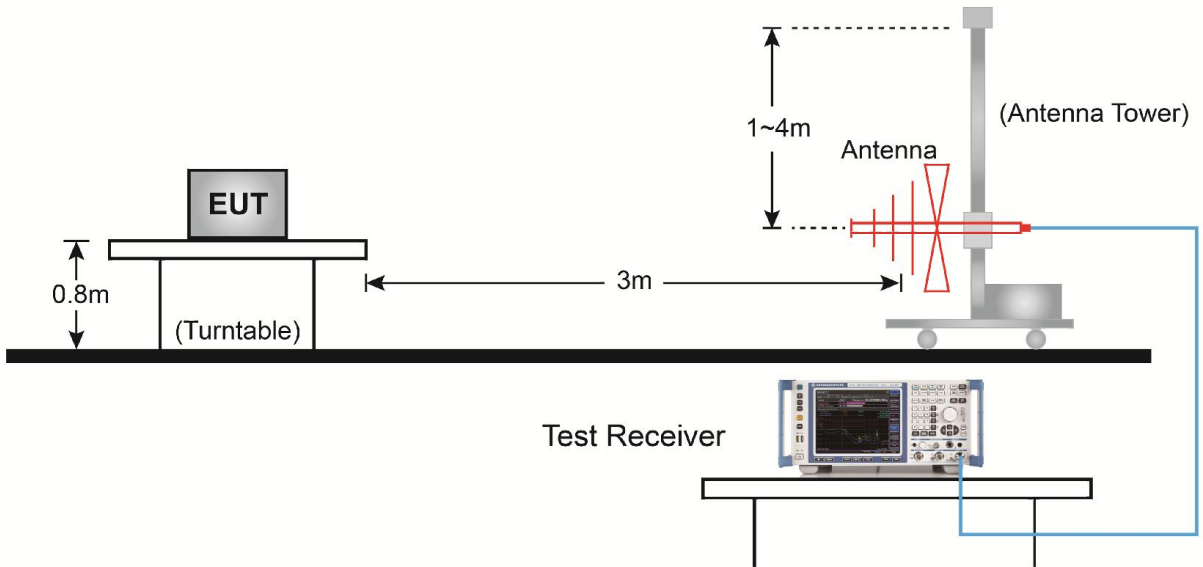 1~4m
(Antenna Tower)
Antenna
EUT
3m
0.8m
(Turntable)
Test Receiver